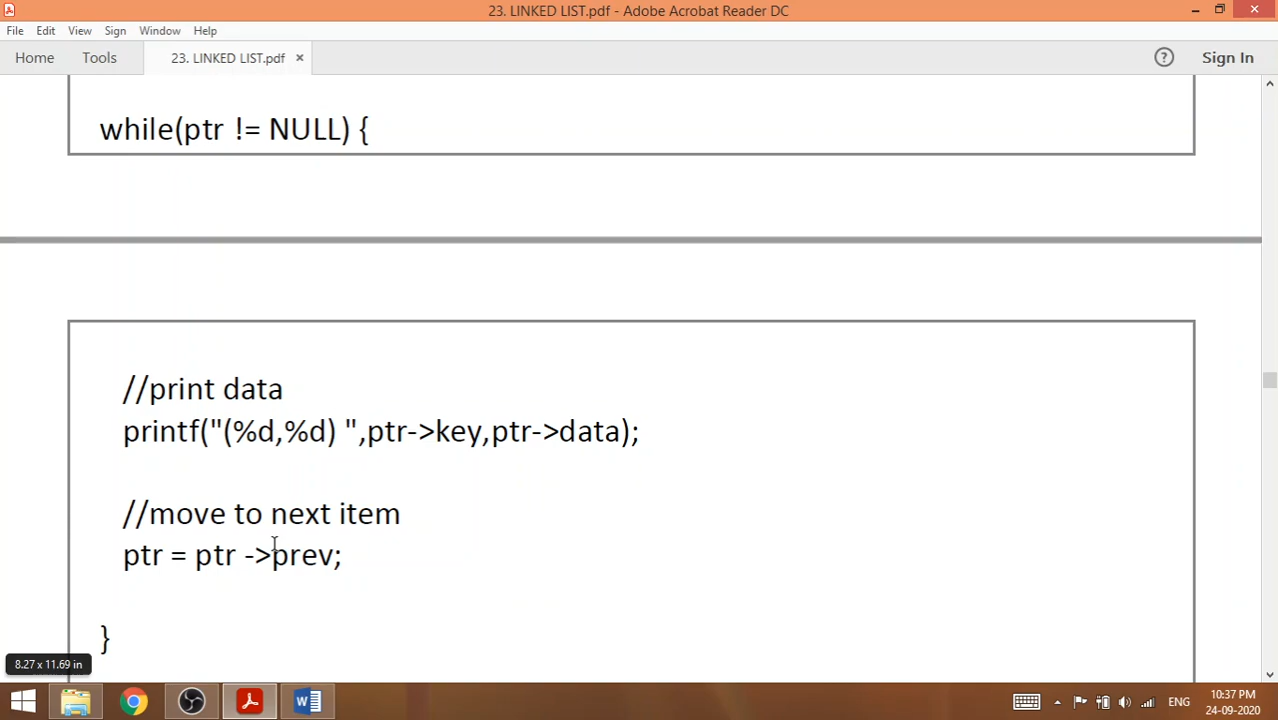 23. LINKED LIST.pdf - Adobe Acrobat Reader DC
File Edit View Sign Window Help
Home Tools 23. LINKED LIST.pdf × Sign In
while(ptr != NULL) {
//print data
printf("(%d,%d) ",ptr->key,ptr->data);
//move to next item
ptr = ptr ->prev;
}
8.27 x 11.69 in
ENG 10:37 PM
24-09-2020